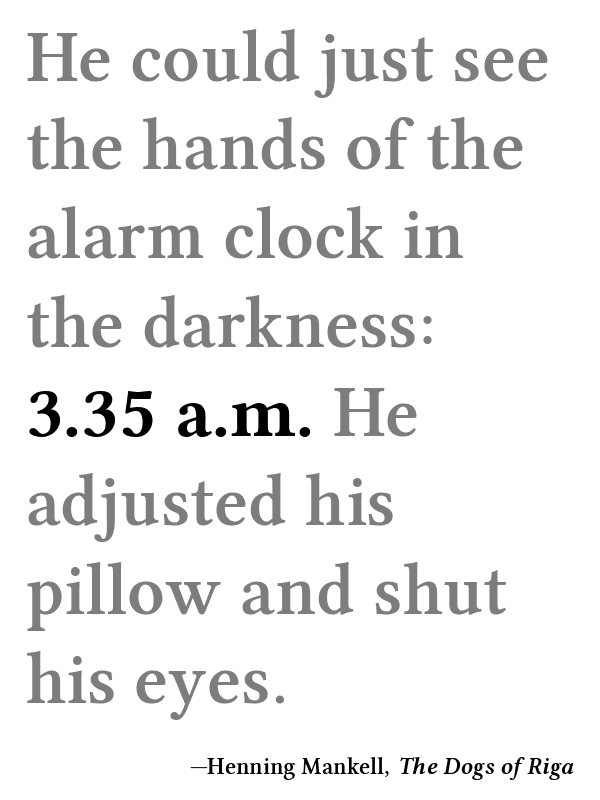 He could just see
the hands of the
alarm clock in
the darkness:
3.35 a.m. He
adjusted his
pillow and shut
his eyes.
—Henning Mankell, The Dogs of Riga